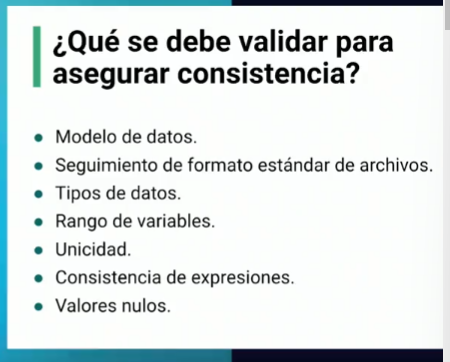 ¿Qué se debe validar para
asegurar consistencia?
• Modelo de datos.
• Seguimiento de formato estándar de archivos.
• Tipos de datos.
• Rango de variables.
• Unicidad.
• Consistencia de expresiones.
• Valores nulos.